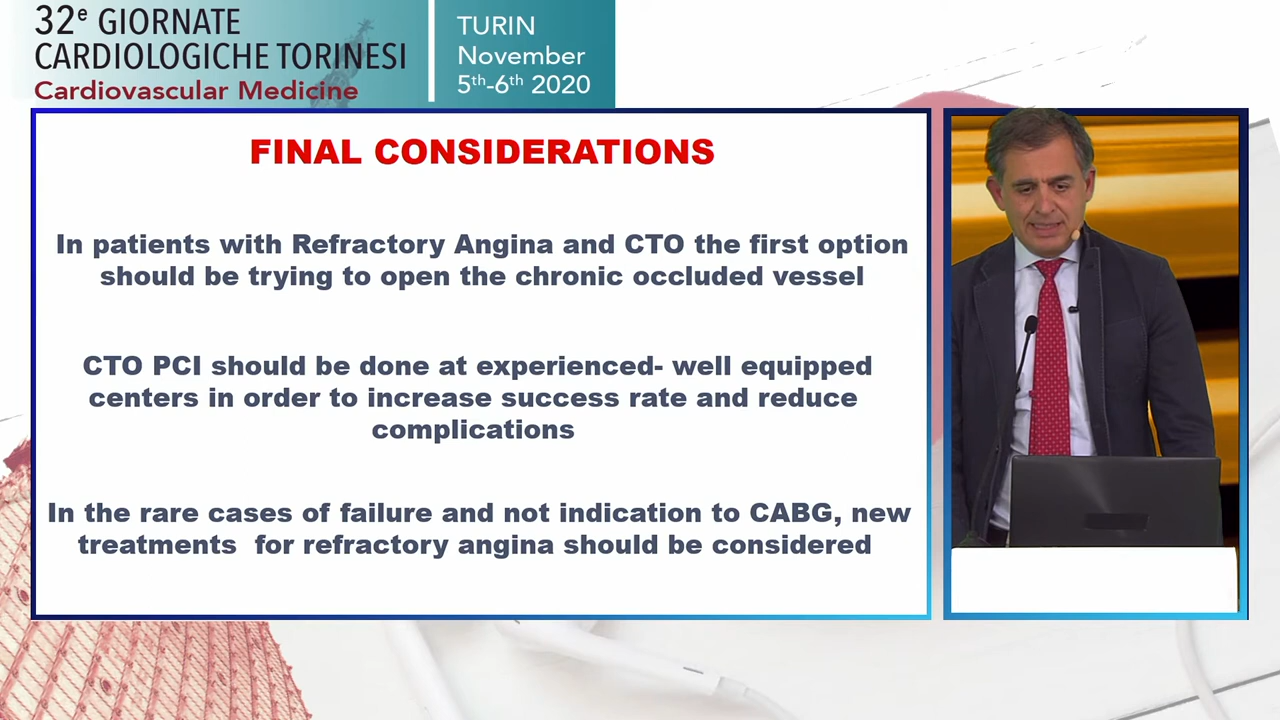 32e GIORNATE
CARDIOLOGICHE TORINESI
Cardiovascular Medicine
TURIN
November
5th-6th 2020
FINAL CONSIDERATIONS
In patients with Refractory Angina and CTO the first option
should be trying to open the chronic occluded vessel
CTO PCI should be done at experienced- well equipped
centers in order to increase success rate and reduce
complications
In the rare cases of failure and not indication to CABG, new
treatments for refractory angina should be considered